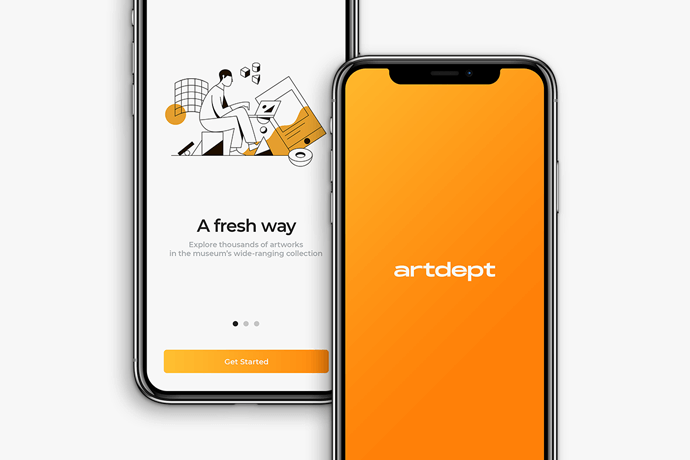 A fresh way
Explore thousands of artworks
in the museum's wide-ranging collection
Get Started
artdept